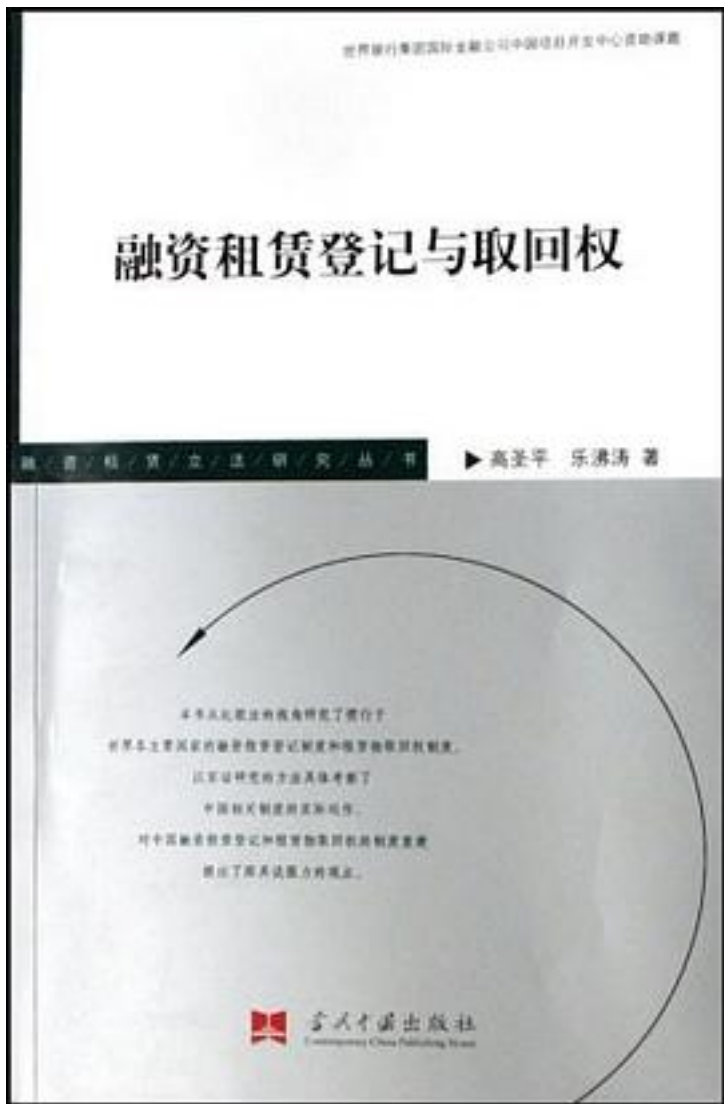 世界银行集团国际金融公司中国项目开发中心资助课题
融资租赁登记与取回权
融/资/租/赁/立/法/研/究/丛/书
▶高圣平 乐沸涛 著
本书从比较法的视角研究了惯行于
世界各主要国家的融资租赁登记制度和租赁物取回权制度,
以实证研究的方法具体考察了
中国相关制度的实际运作,
对中国融资租赁登记和租赁物取回权的制度重建
提出了颇具说服力的观点。
当代中国出版社
Contemporary China Publishing House